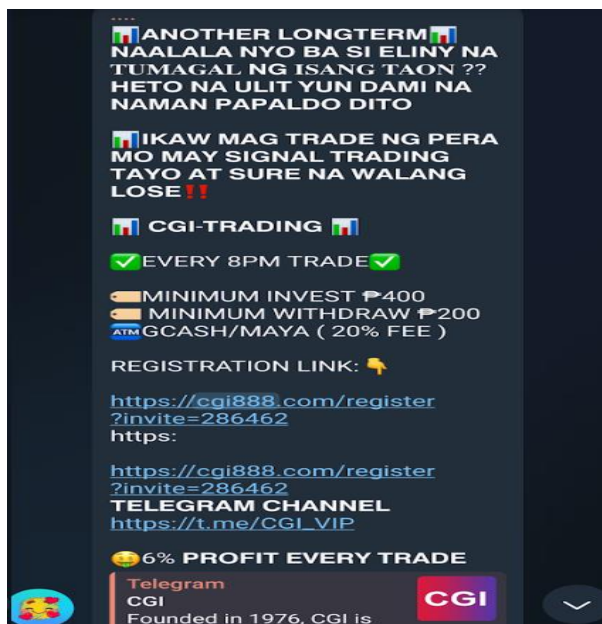 ANOTHER LONGTERM
NAALALA NYO BA SI ELINY NA
TUMAGAL NG ISANG TAON ??
HETO NA ULIT YUN DAMI NA
NAMAN PAPALDO DITO
IKAW MAG TRADE NG PERA
MO MAY SIGNAL TRADING
TAYO AT SURE NA WALANG
LOSE‼️
CGI-TRADING
EVERY 8PM TRADE
MINIMUM INVEST ₱400
MINIMUM WITHDRAW ₱200
ATM GCASH/MAYA ( 20% FEE )
REGISTRATION LINK:
https://cgi888.com/register
?invite=286462
https:
https://cgi888.com/register
?invite=286462
TELEGRAM CHANNEL
https://t.me/CGI_VIP
6% PROFIT EVERY TRADE
Telegram
CGI
Founded in 1976, CGI is
CGI